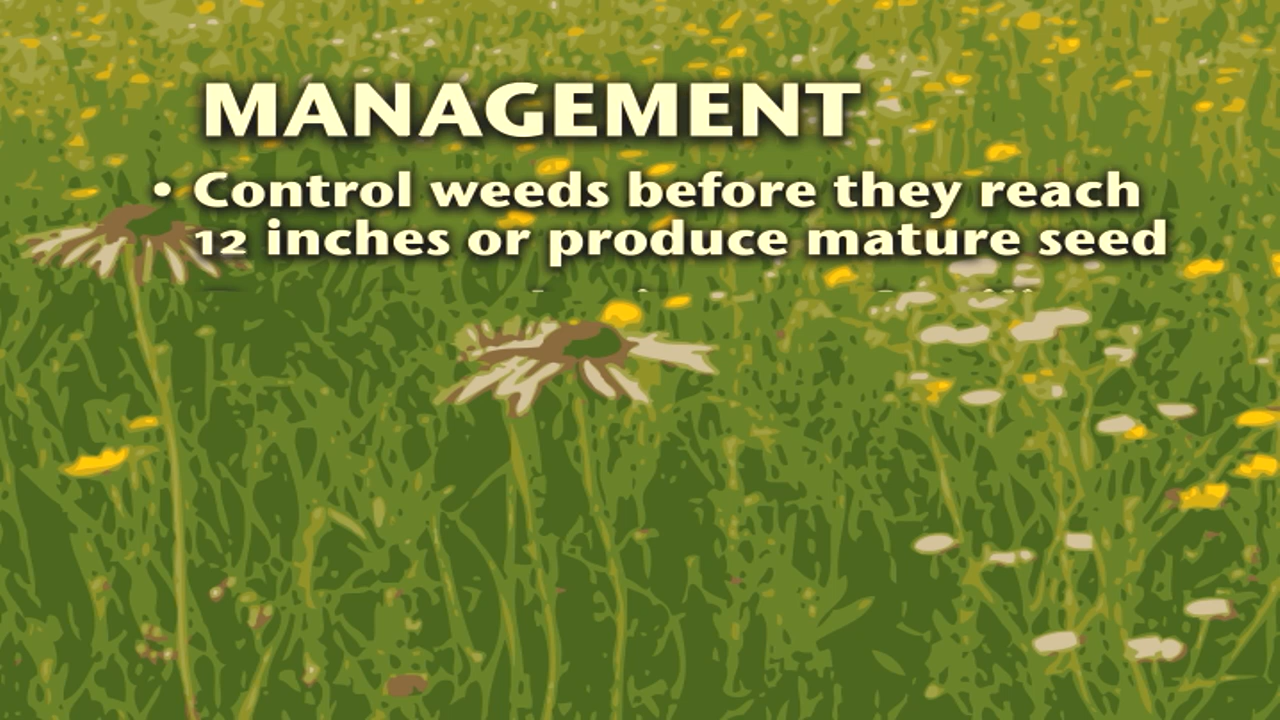 MANAGEMENT
• Control weeds before they reach
12 inches or produce mature seed